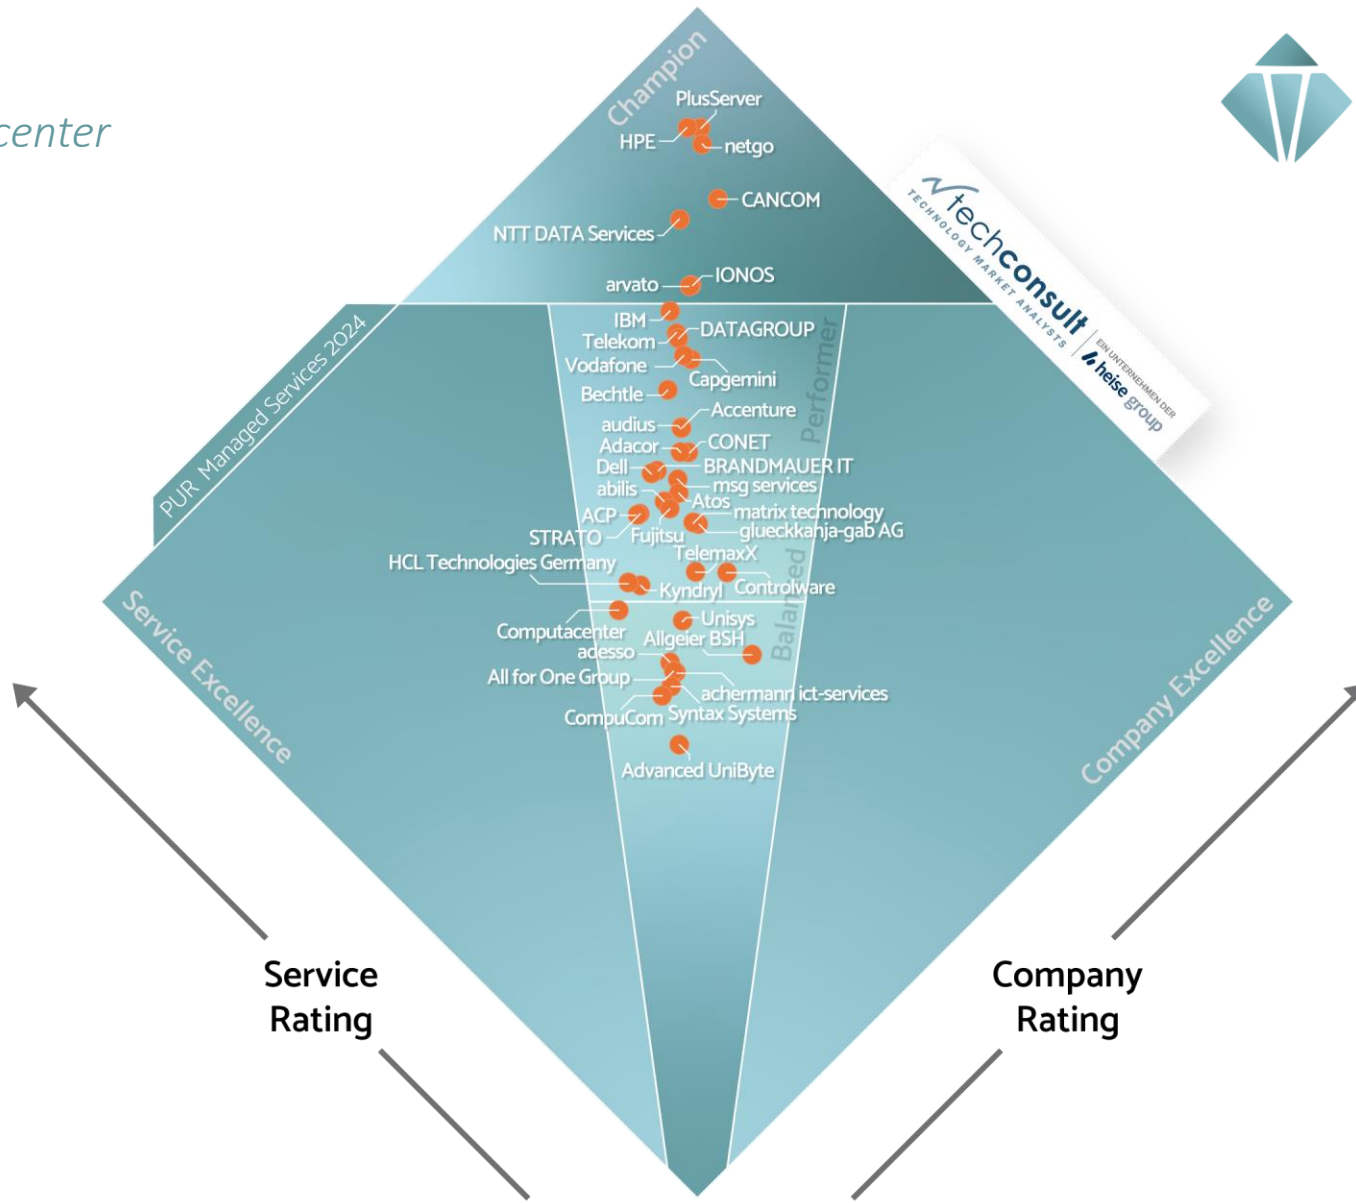 center
Champion
PlusServer
HPE
netgo
CANCOM
NTT DATA Services
IONOS
arvato
techconsult
TECHNOLOGY MARKET ANALYSTS
EIN UNTERNEHMEN DER
heise group
PUR Managed Services 2024
IBM
DATAGROUP
Telekom
Vodafone
Capgemini
Bechtle
Performer
Accenture
audius
Adacor
CONET
Dell
BRANDMAUER IT
msg services
abilis
Atos
ACP
matrix technology
STRATO
Fujitsu
glueckkanja-gab AG
TelemaxX
HCL Technologies Germany
Kyndryl
Controlware
Balanced
Computacenter
Unisys
Allgeier BSH
adesso
All for One Group
achermann ict-services
CompuCom
Syntax Systems
Advanced UniByte
Service Excellence
Company Excellence
Service
Rating
Company
Rating